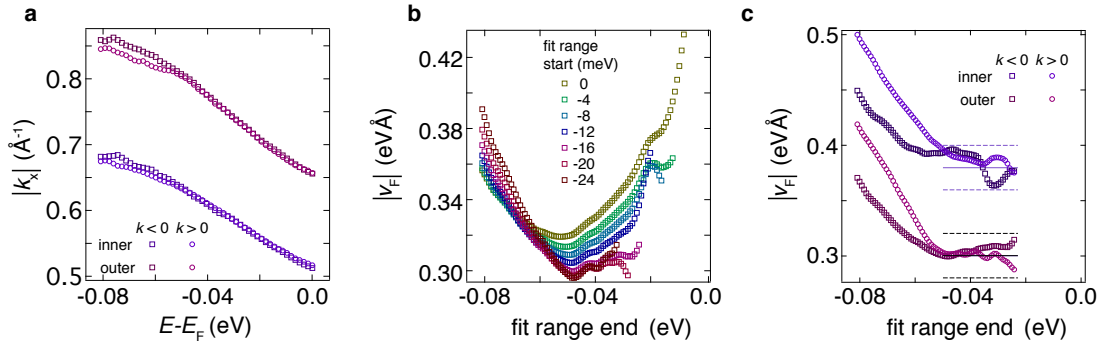 a
|kₓ| (Å⁻¹)
0.8
0.7
0.6
0.5
k < 0 k > 0
inner
outer
-0.08
-0.04
0.0
E-E_F (eV)
b
|v_F| (eVÅ)
0.42
0.38
0.34
0.30
fit range
start (meV)
0
-4
-8
-12
-16
-20
-24
-0.08
-0.04
0.0
fit range end (eV)
c
|v_F| (eVÅ)
0.5
0.4
0.3
k < 0 k > 0
inner
outer
-0.08
-0.04
0.0
fit range end (eV)